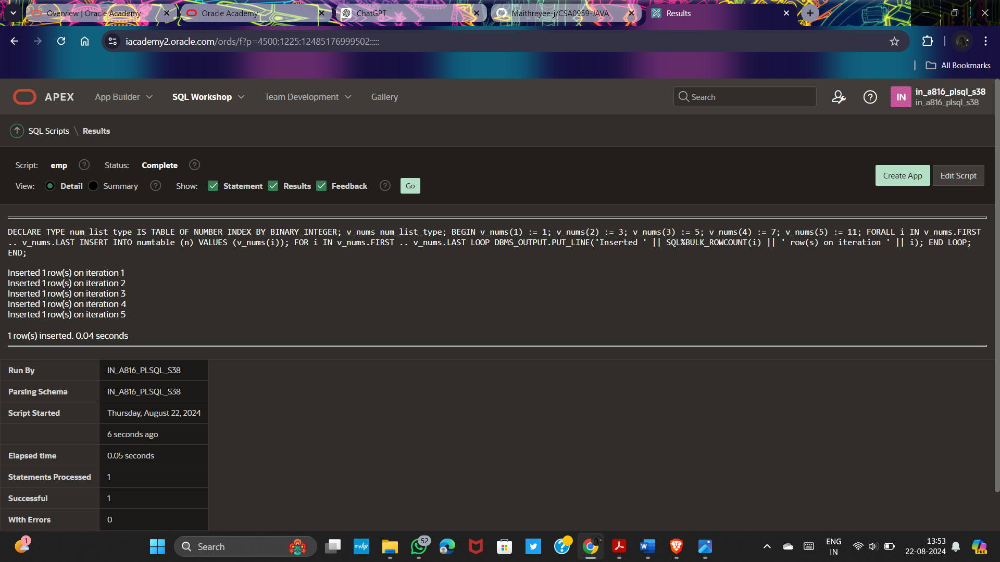 Overview | Oracle Academy
Oracle Academy
ChatGPT
Maithreyee-j/CSA0959-JAVA
Results
iacademy2.oracle.com/ords/f?p=4500:1225:12485176999502:::::
All Bookmarks
APEX
App Builder
SQL Workshop
Team Development
Gallery
Search
IN
in_a816_plsql_s38
in_a816_plsql_s38
SQL Scripts \ Results
Script: emp Status: Complete
View: Detail Summary Show: Statement Results Feedback Go
Create App
Edit Script
DECLARE TYPE num_list_type IS TABLE OF NUMBER INDEX BY BINARY_INTEGER; v_nums num_list_type; BEGIN v_nums(1) := 1; v_nums(2) := 3; v_nums(3) := 5; v_nums(4) := 7; v_nums(5) := 11; FORALL i IN v_nums.FIRST
.. v_nums.LAST INSERT INTO numtable (n) VALUES (v_nums(i)); FOR i IN v_nums.FIRST .. v_nums.LAST LOOP DBMS_OUTPUT.PUT_LINE('Inserted ' || SQL%BULK_ROWCOUNT(i) || ' row(s) on iteration ' || i); END LOOP;
END;
Inserted 1 row(s) on iteration 1
Inserted 1 row(s) on iteration 2
Inserted 1 row(s) on iteration 3
Inserted 1 row(s) on iteration 4
Inserted 1 row(s) on iteration 5
1 row(s) inserted. 0.04 seconds
Run By IN_A816_PLSQL_S38
Parsing Schema IN_A816_PLSQL_S38
Script Started Thursday, August 22, 2024
6 seconds ago
Elapsed time 0.05 seconds
Statements Processed 1
Successful 1
With Errors 0
1
Search
myhp
52
ENG
IN
13:53
22-08-2024
PRE